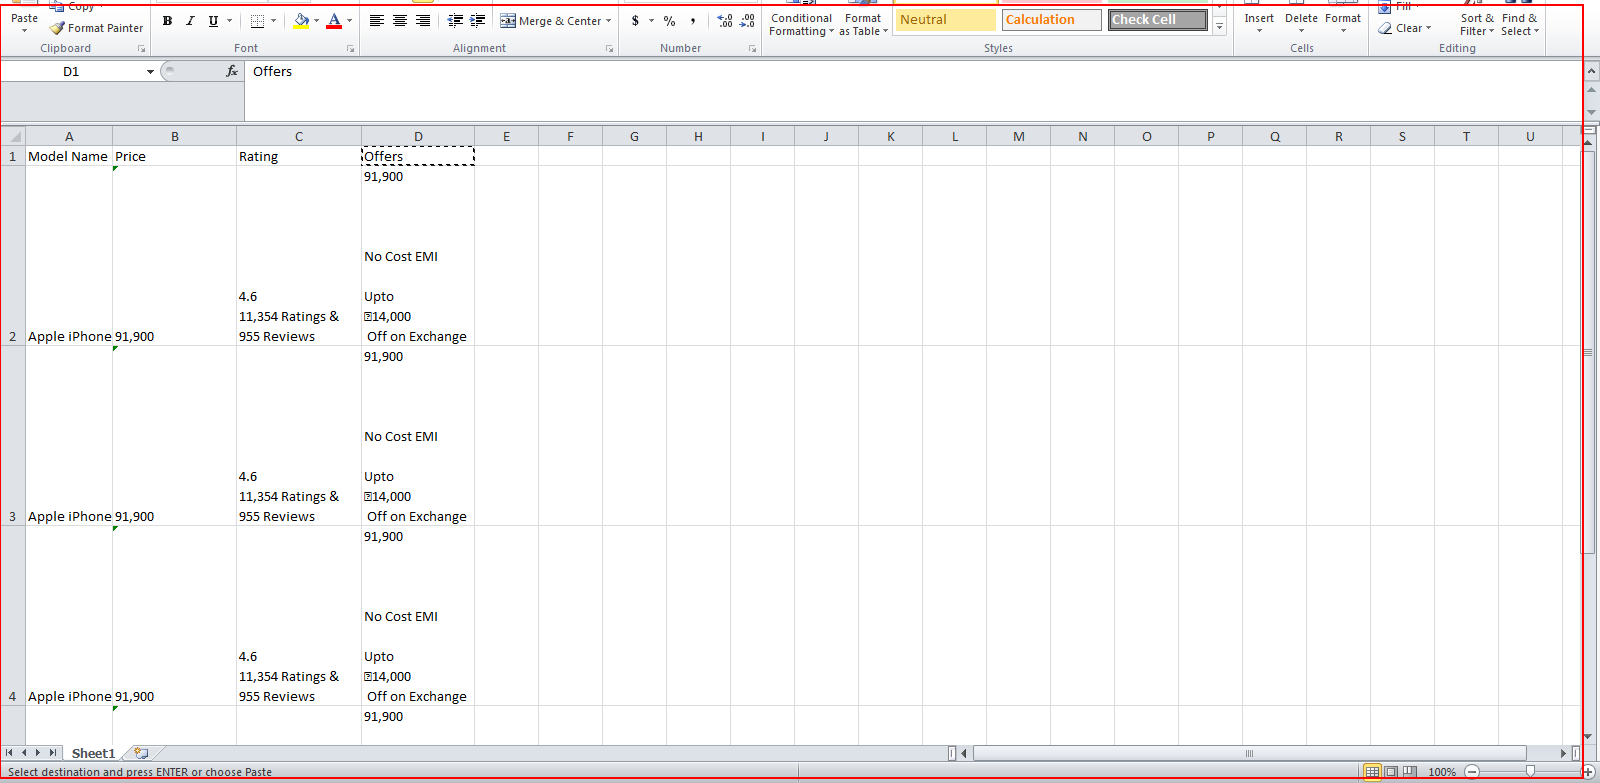 Paste
Copy
Format Painter
Clipboard
B I U A
Font
Merge & Center
Alignment
$ % ,
.00 .00
Number
Conditional Formatting
Format as Table
Neutral
Calculation
Check Cell
Styles
Insert
Delete
Format
Cells
Fill
Clear
Sort & Filter
Find & Select
Editing
D1
fx
Offers
A B C D E F G H I J K L M N O P Q R S T U
1 Model Name Price Rating Offers
91,900
No Cost EMI
4.6 Upto
11,354 Ratings & 14,000
2 Apple iPhone 91,900 955 Reviews Off on Exchange
91,900
No Cost EMI
4.6 Upto
11,354 Ratings & 14,000
3 Apple iPhone 91,900 955 Reviews Off on Exchange
91,900
No Cost EMI
4.6 Upto
11,354 Ratings & 14,000
4 Apple iPhone 91,900 955 Reviews Off on Exchange
91,900
Sheet1
Select destination and press ENTER or choose Paste
100%